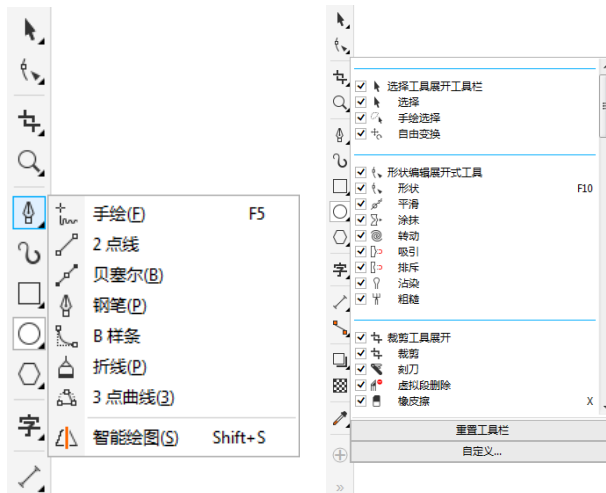 字
手绘(F) F5
2 点线
贝塞尔(B)
钢笔(P)
B 样条
折线(P)
3 点曲线(3)
智能绘图(S) Shift+S
字
选择工具展开工具栏
选择
手绘选择
自由变换
形状编辑展开式工具
形状 F10
平滑
涂抹
转动
吸引
排斥
沾染
粗糙
裁剪工具展开
裁剪
刻刀
虚拟段删除
橡皮擦 X
重置工具栏
自定义...